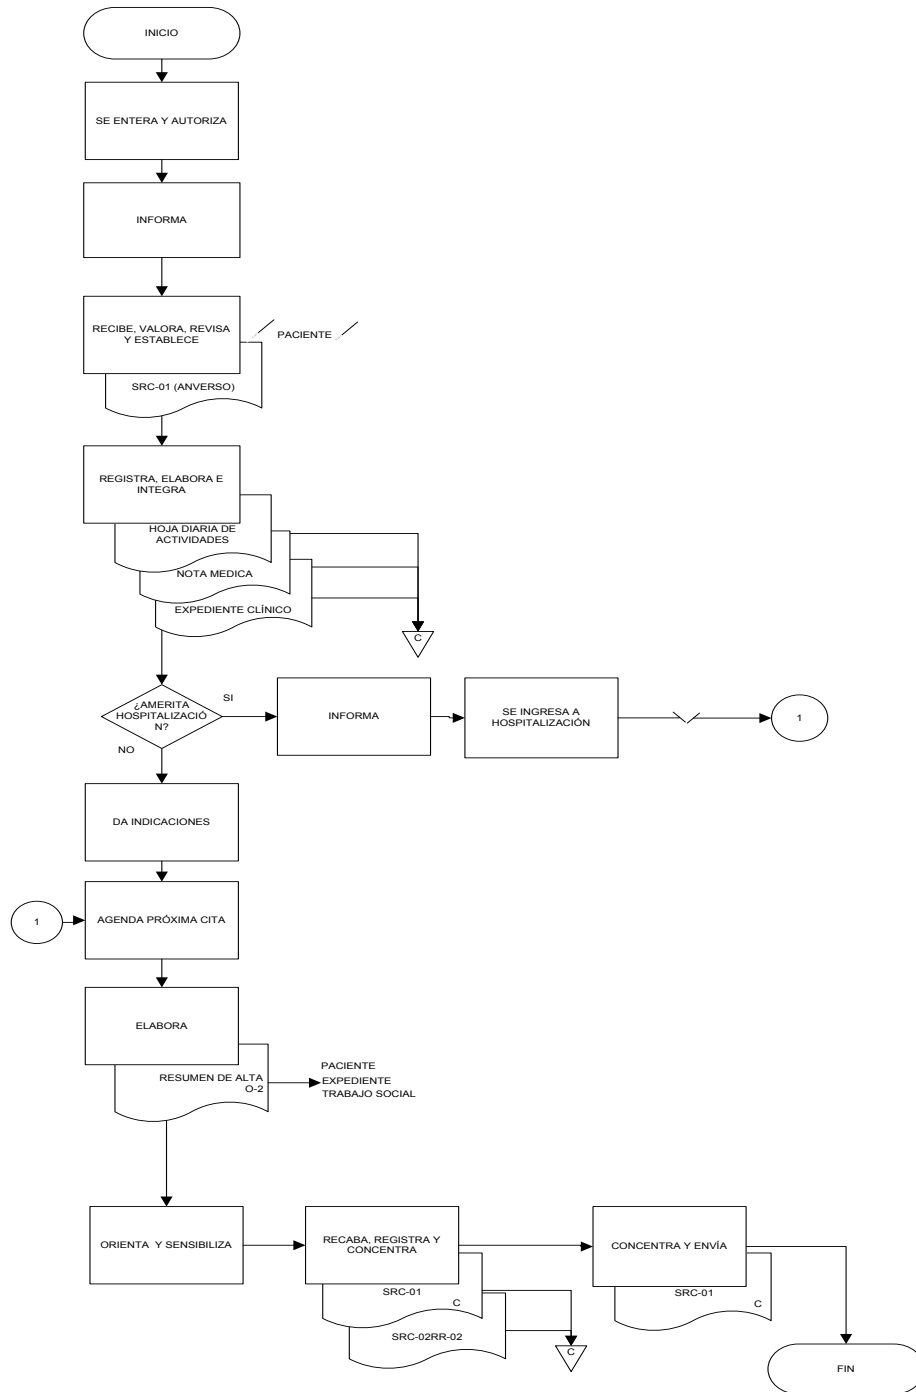 INICIO
SE ENTERA Y AUTORIZA
INFORMA
RECIBE, VALORA, REVISA
Y ESTABLECE
PACIENTE
SRC-01 (ANVERSO)
REGISTRA, ELABORA E
INTEGRA
HOJA DIARIA DE
ACTIVIDADES
NOTA MEDICA
EXPEDIENTE CLÍNICO
C
¿AMERITA
HOSPITALIZACIÓ
N?
SI
NO
INFORMA
SE INGRESA A
HOSPITALIZACIÓN
1
DA INDICACIONES
1
AGENDA PRÓXIMA CITA
ELABORA
RESUMEN DE ALTA
O-2
PACIENTE
EXPEDIENTE
TRABAJO SOCIAL
ORIENTA Y SENSIBILIZA
RECABA, REGISTRA Y
CONCENTRA
SRC-01
C
SRC-02RR-02
C
CONCENTRA Y ENVÍA
SRC-01
C
FIN